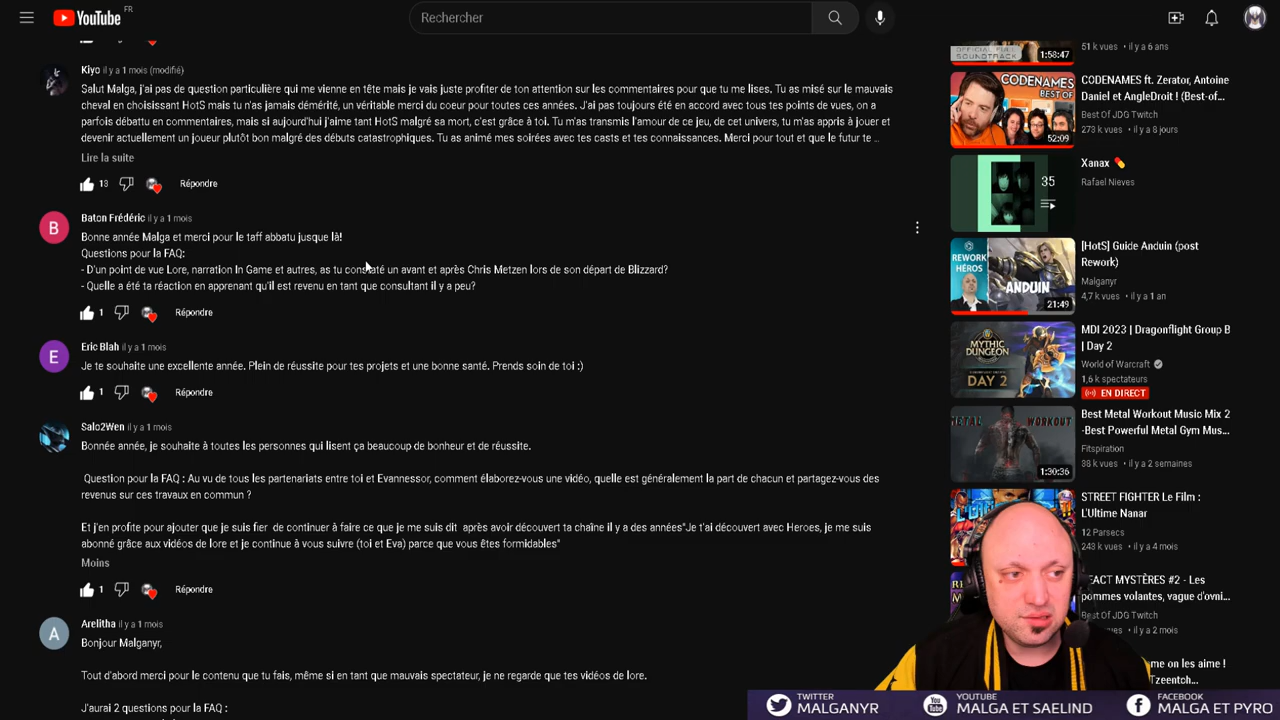 YouTube FR
Rechercher
Kiyo il y a 1 mois (modifié)
Salut Malga, j'ai pas de question particulière qui me vient en tête mais je vais juste profiter de ton attention sur les commentaires pour que tu me lises. Tu as misé sur le mauvais
cheval en choisissant HotS mais tu n'as jamais démérité, un véritable merci du coeur pour toutes ces années. J'ai pas toujours été en accord avec tous tes points de vues, on a
parfois débattu en commentaires, mais si aujourd'hui j'aime tant HotS malgré sa mort, c'est grâce à toi. Tu m'as transmis l'amour de ce jeu, de cet univers, tu m'as appris à jouer et
devenir actuellement un joueur plutôt bon malgré des débuts catastrophiques. Tu as animé mes soirées avec tes casts et tes connaissances. Merci pour tout et que le futur te ...
Lire la suite
13
Répondre
B
Baton Frédéric il y a 1 mois
Bonne année Malga et merci pour le taff abbatu jusque là!
Questions pour la FAQ:
- D'un point de vue Lore, narration In Game et autres, as tu constaté un avant et après Chris Metzen lors de son départ de Blizzard?
- Quelle a été ta réaction en apprenant qu'il est revenu en tant que consultant il y a peu?
1
Répondre
E
Eric Blah il y a 1 mois
Je te souhaite une excellente année. Plein de réussite pour tes projets et une bonne santé. Prends soin de toi :)
1
Répondre
Salo2Wen il y a 1 mois
Bonnée année, je souhaite à toutes les personnes qui lisent ça beaucoup de bonheur et de réussite.
Question pour la FAQ : Au vu de tous les partenariats entre toi et Evannessor, comment élaborez-vous une vidéo, quelle est généralement la part de chacun et partagez-vous des
revenus sur ces travaux en commun ?
Et j'en profite pour ajouter que je suis fier de continuer à faire ce que je me suis dit après avoir découvert ta chaîne il y a des années"Je t'ai découvert avec Heroes, je me suis
abonné grâce aux vidéos de lore et je continue à vous suivre (toi et Eva) parce que vous êtes formidables"
Moins
1
Répondre
A
Arelitha il y a 1 mois
Bonjour Malganyr,
Tout d'abord merci pour le contenu que tu fais, même si en tant que mauvais spectateur, je ne regarde que tes vidéos de lore.
J'aurai 2 questions pour la FAQ :
OFFICIAL FULL
SOUNDTRACK
1:58:47
51 k vues • il y a 6 ans
CODENAMES
BEST OF
52:09
CODENAMES ft. Zerator, Antoine
Daniel et AngleDroit ! (Best-of...
Best Of JDG Twitch
273 k vues • il y a 8 jours
35
Xanax 💊
Rafael Nieves
REWORK
HÉROS
ANDUIN
21:49
[HotS] Guide Anduin (post
Rework)
Malganyr
4,7 k vues • il y a 1 an
MYTHIC
DUNGEON
DAY 2
MDI 2023 | Dragonflight Group B
| Day 2
World of Warcraft
1,6 k spectateurs
EN DIRECT
METAL WORKOUT
1:30:36
Best Metal Workout Music Mix 2
-Best Powerful Metal Gym Mus...
Fitspiration
38 k vues • il y a 2 semaines
STREET FIGHTER Le Film :
L'Ultime Nanar
12 Parsecs
243 k vues • il y a 4 mois
ACT MYSTÈRES #2 - Les
pommes volantes, vague d'ovni...
Best Of JDG Twitch
vues • il y a 2 mois
me on les aime !
Tzeentch...
TWITTER
MALGANYR
YOUTUBE
MALGA ET SAELIND
FACEBOOK
MALGA ET PYRO